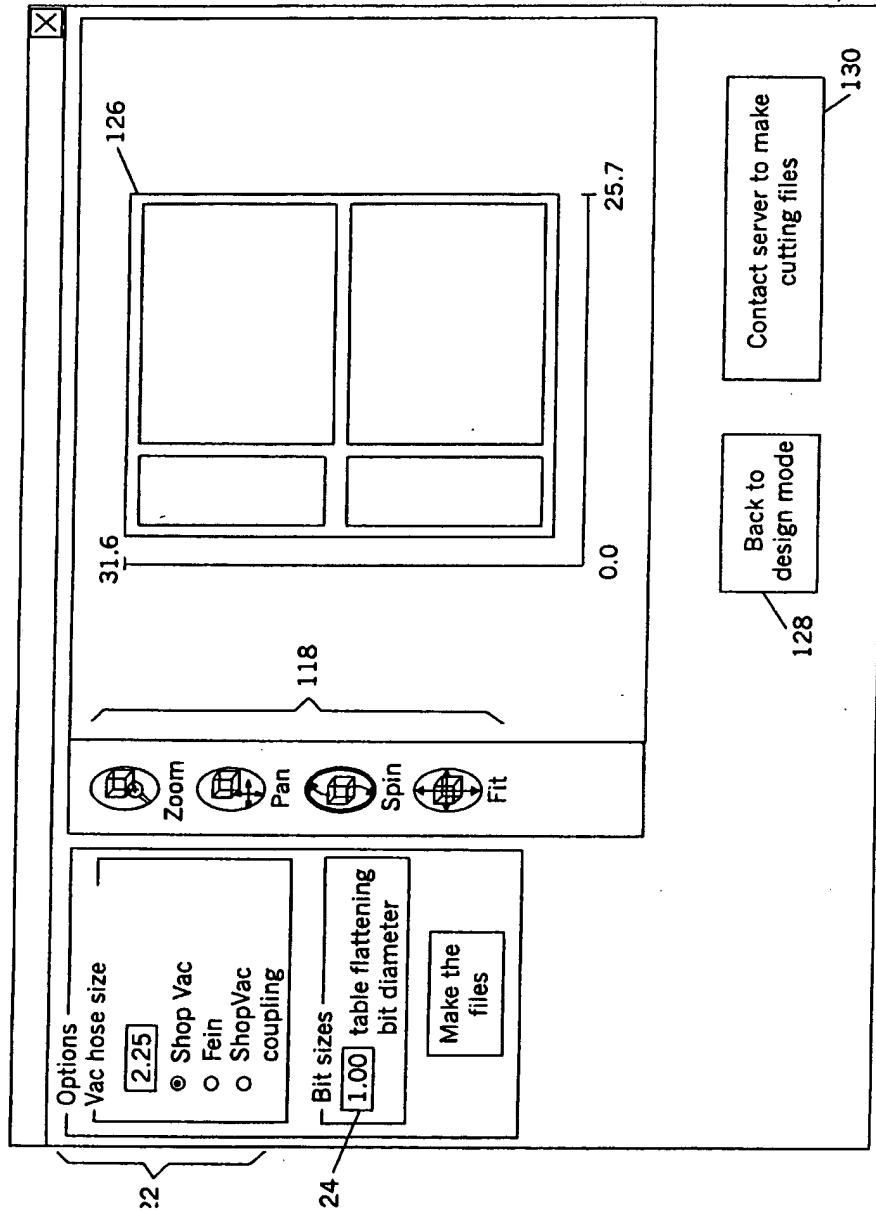 Options
Vac hose size
2.25
Shop Vac
Fein
ShopVac
coupling
Bit sizes
1.00 table flattening
bit diameter
Make the
files
22
24
Zoom
Pan
Spin
Fit
118
31.6
0.0
25.7
126
Back to
design mode
128
Contact server to make
cutting files
130